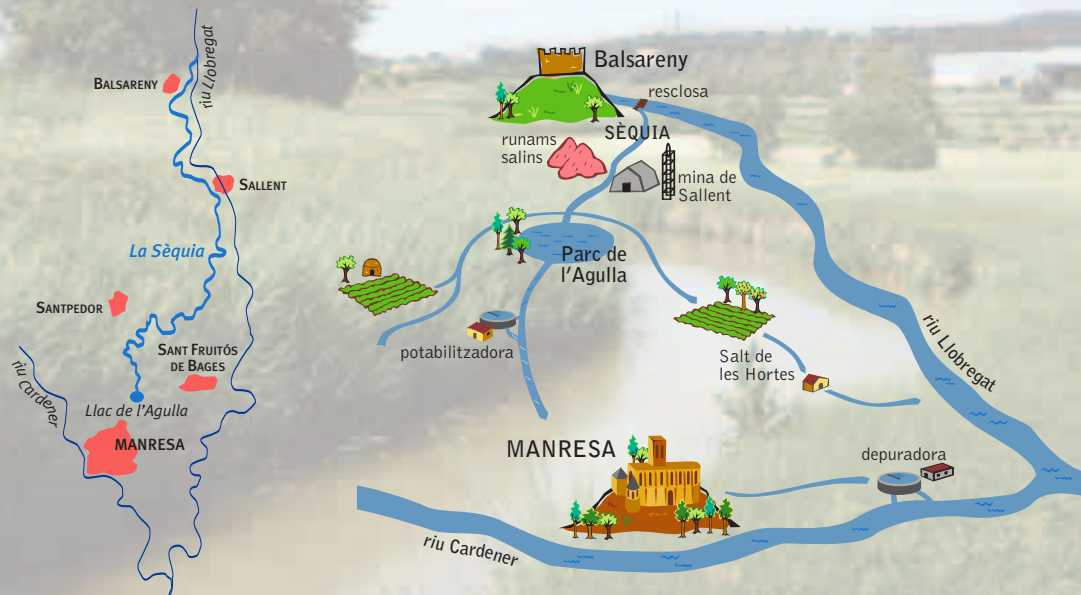 BALSARENY
riu Llobregat
SALLENT
La Sèquia
SANTPEDOR
SANT FRUITÓS
DE BAGES
riu Cardener
Llac de l'Agulla
MANRESA
Balsareny
resclosa
SÈQUIA
runams
salins
mina de
Sallent
Parc de
l'Agulla
potabilitzadora
Salt de
les Hortes
riu Llobregat
MANRESA
depuradora
riu Cardener